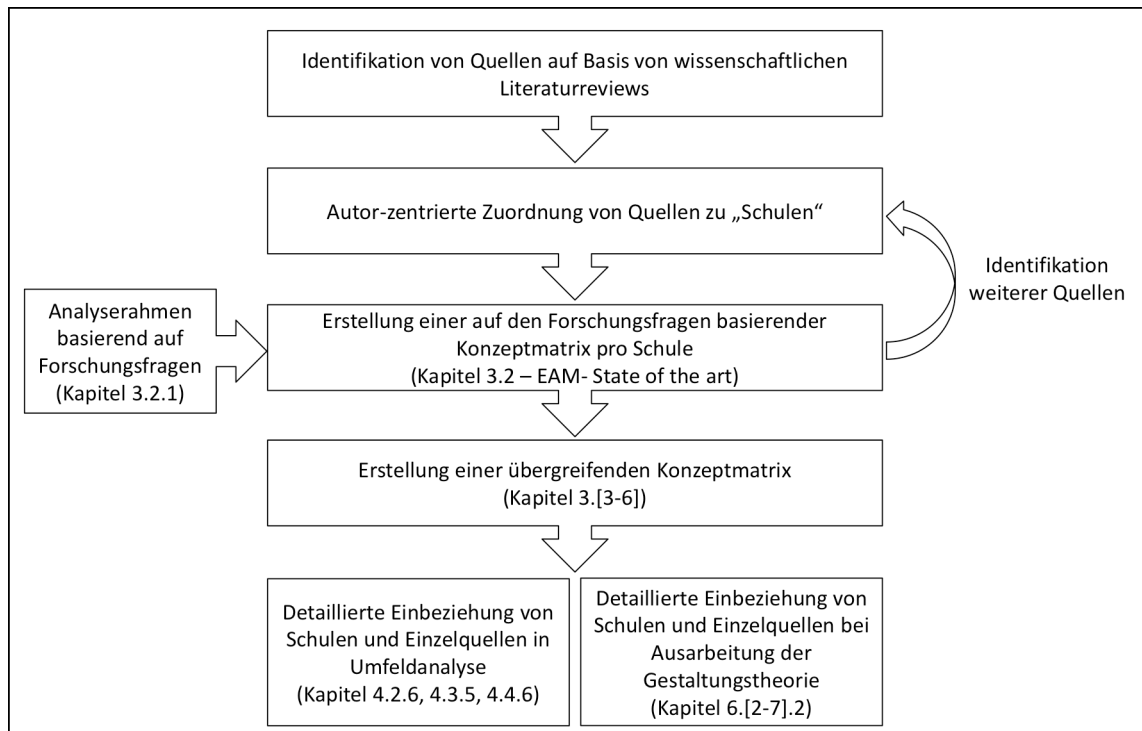 Identifikation von Quellen auf Basis von wissenschaftlichen
Literaturreviews
Autor-zentrierte Zuordnung von Quellen zu „Schulen“
Identifikation
weiterer Quellen
Analyserahmen
basierend auf
Forschungsfragen
(Kapitel 3.2.1)
Erstellung einer auf den Forschungsfragen basierender
Konzeptmatrix pro Schule
(Kapitel 3.2 – EAM- State of the art)
Erstellung einer übergreifenden Konzeptmatrix
(Kapitel 3.[3-6])
Detaillierte Einbeziehung von
Schulen und Einzelquellen in
Umfeldanalyse
(Kapitel 4.2.6, 4.3.5, 4.4.6)
Detaillierte Einbeziehung von
Schulen und Einzelquellen bei
Ausarbeitung der
Gestaltungstheorie
(Kapitel 6.[2-7].2)